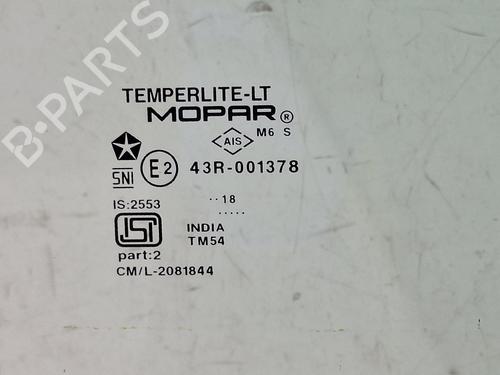 B-PARTS
TEMPERLITE-LT
MOPAR®
M6 S
AIS
SNI
E2 43R-001378
IS:2553
··18
·····
ISI
INDIA
TM54
part:2
CM/L-2081844